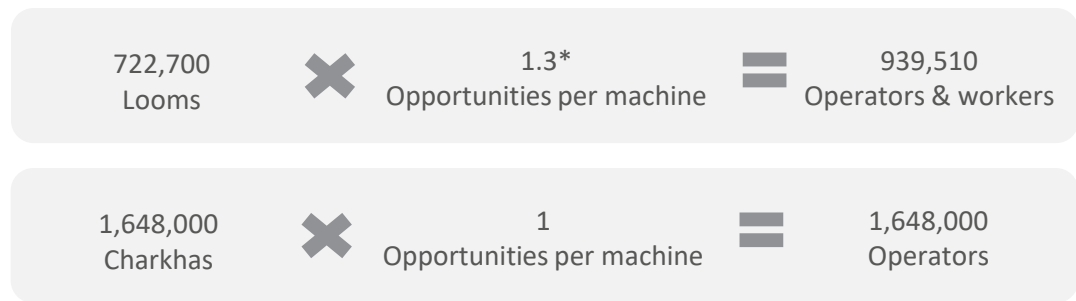 722,700
Looms
1.3*
Opportunities per machine
939,510
Operators & workers
1,648,000
Charkhas
1
Opportunities per machine
1,648,000
Operators